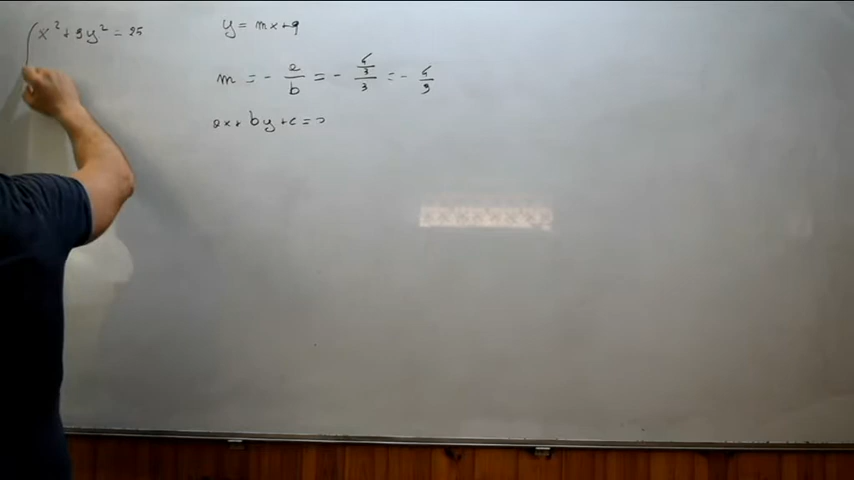 x² + 9y² = 25
y = mx+q
m = - a/b = - 5/3/3 = - 5/9
ax + by + c = 0